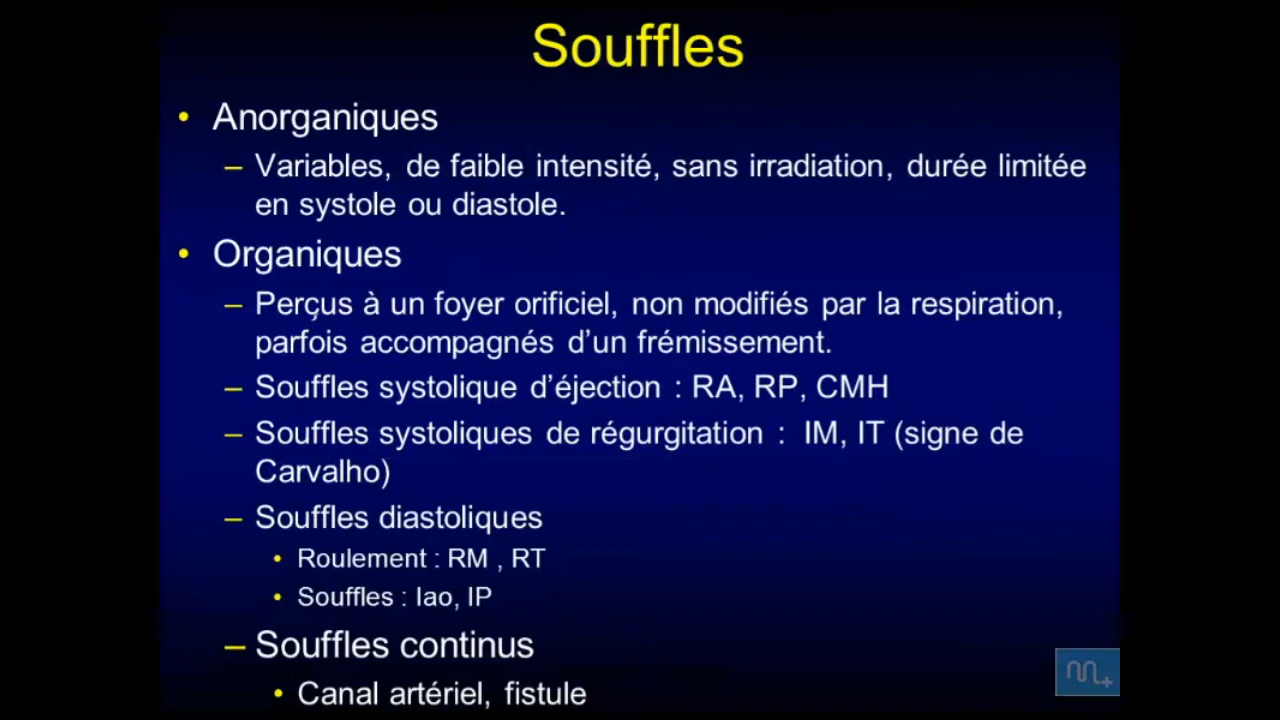 Souffles
• Anorganiques
– Variables, de faible intensité, sans irradiation, durée limitée
en systole ou diastole.
• Organiques
– Perçus à un foyer orificiel, non modifiés par la respiration,
parfois accompagnés d’un frémissement.
– Souffles systolique d’éjection : RA, RP, CMH
– Souffles systoliques de régurgitation : IM, IT (signe de
Carvalho)
– Souffles diastoliques
• Roulement : RM , RT
• Souffles : Iao, IP
– Souffles continus
• Canal artériel, fistule